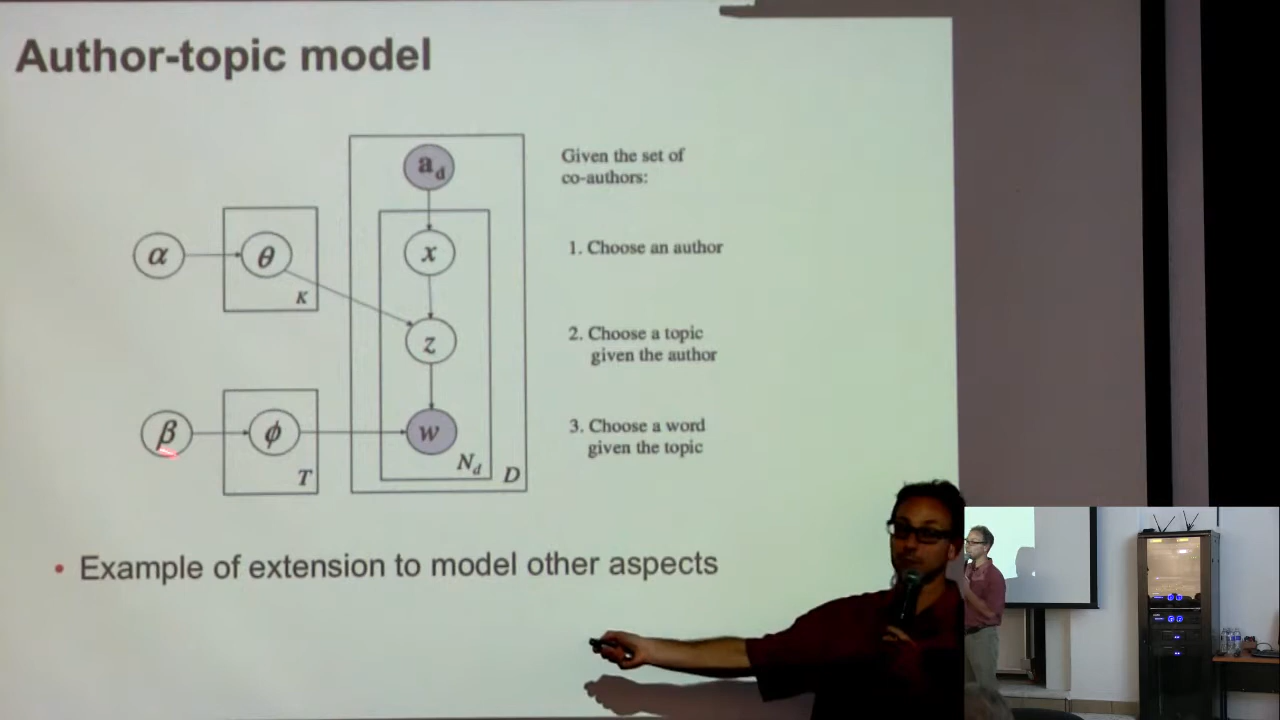 Author-topic model
a_d
Given the set of
co-authors:
α
θ
K
x
1. Choose an author
z
2. Choose a topic
given the author
β
ϕ
T
w
N_d
D
3. Choose a word
given the topic
• Example of extension to model other aspects